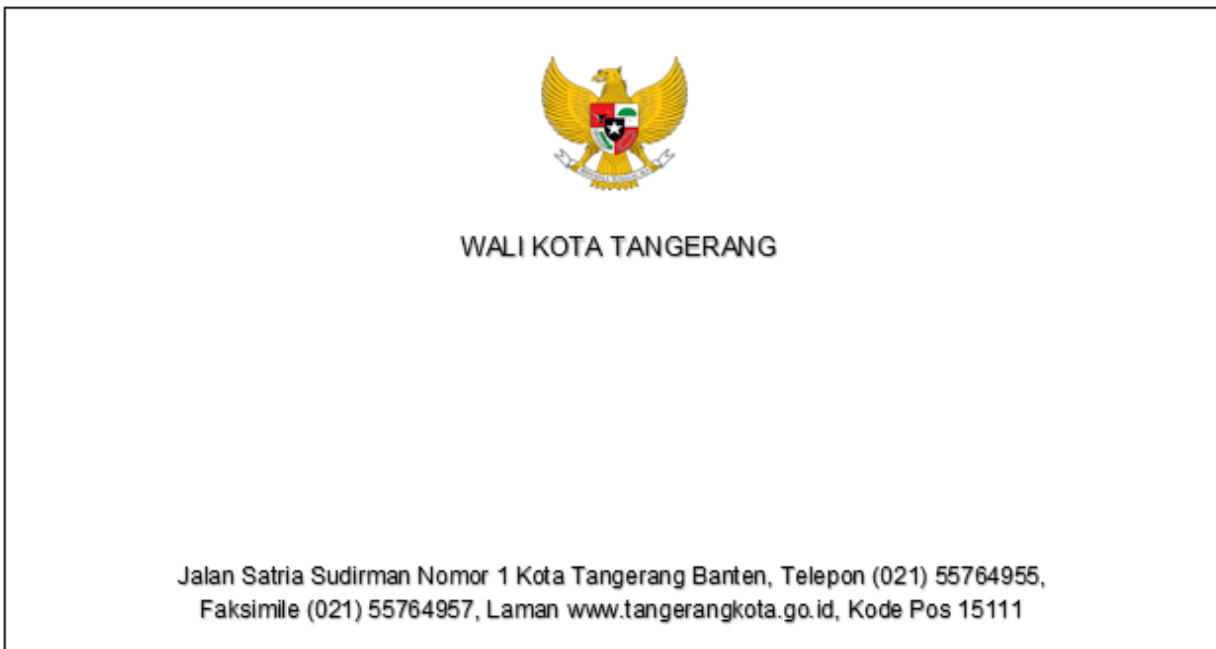 WALI KOTA TANGERANG
Jalan Satria Sudirman Nomor 1 Kota Tangerang Banten, Telepon (021) 55764955,
Faksimile (021) 55764957, Laman www.tangerangkota.go.id, Kode Pos 15111